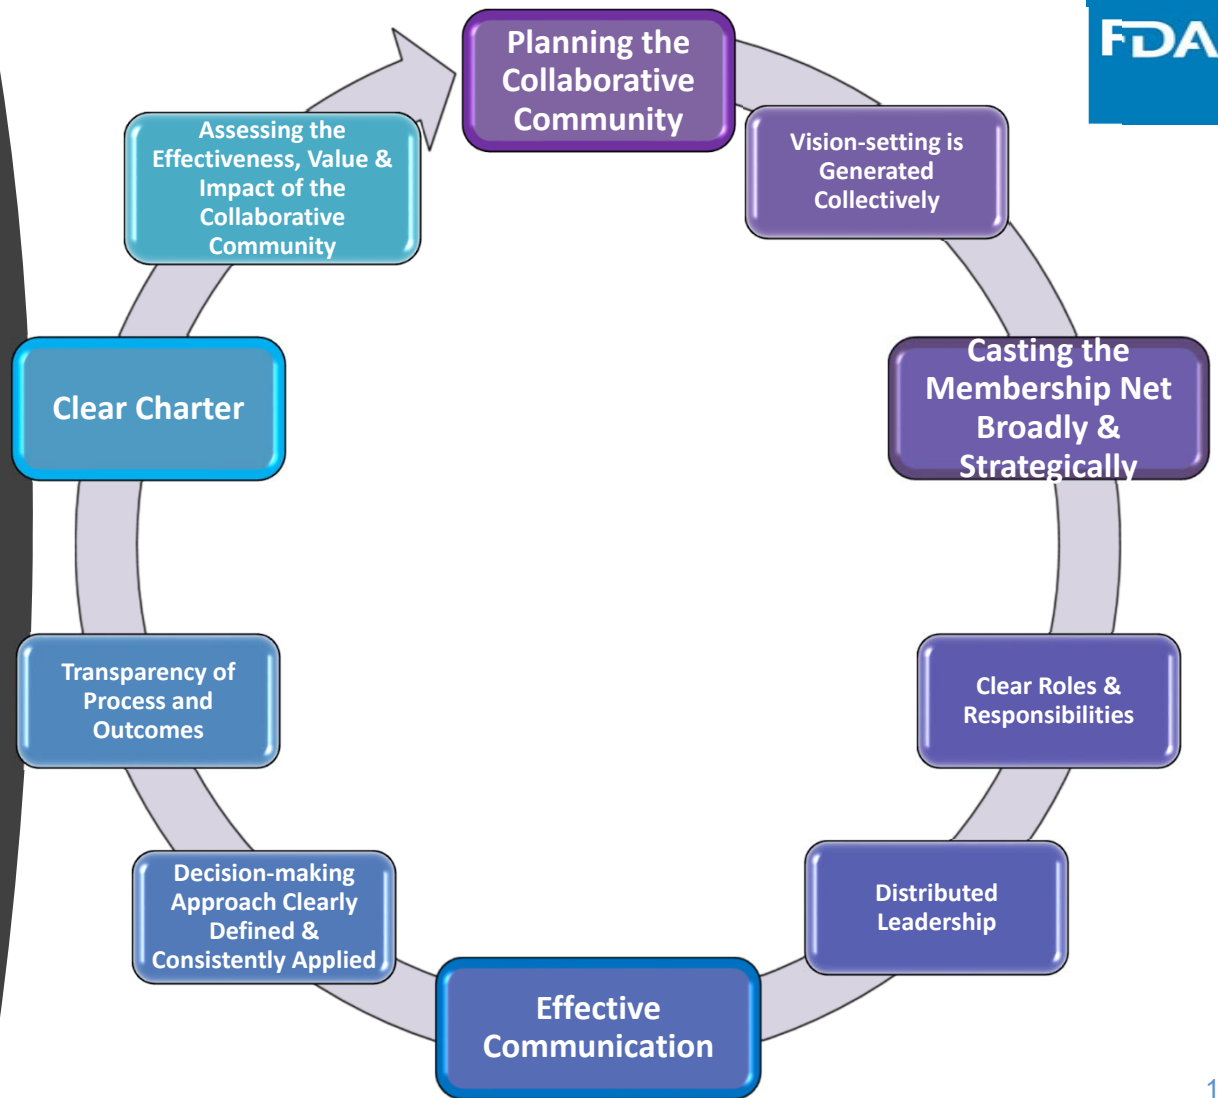 FDA
Planning the
Collaborative
Community
Vision-setting is
Generated
Collectively
Casting the
Membership Net
Broadly &
Strategically
Clear Roles &
Responsibilities
Distributed
Leadership
Effective
Communication
Decision-making
Approach Clearly
Defined &
Consistently Applied
Transparency of
Process and
Outcomes
Clear Charter
Assessing the
Effectiveness, Value &
Impact of the
Collaborative
Community
1